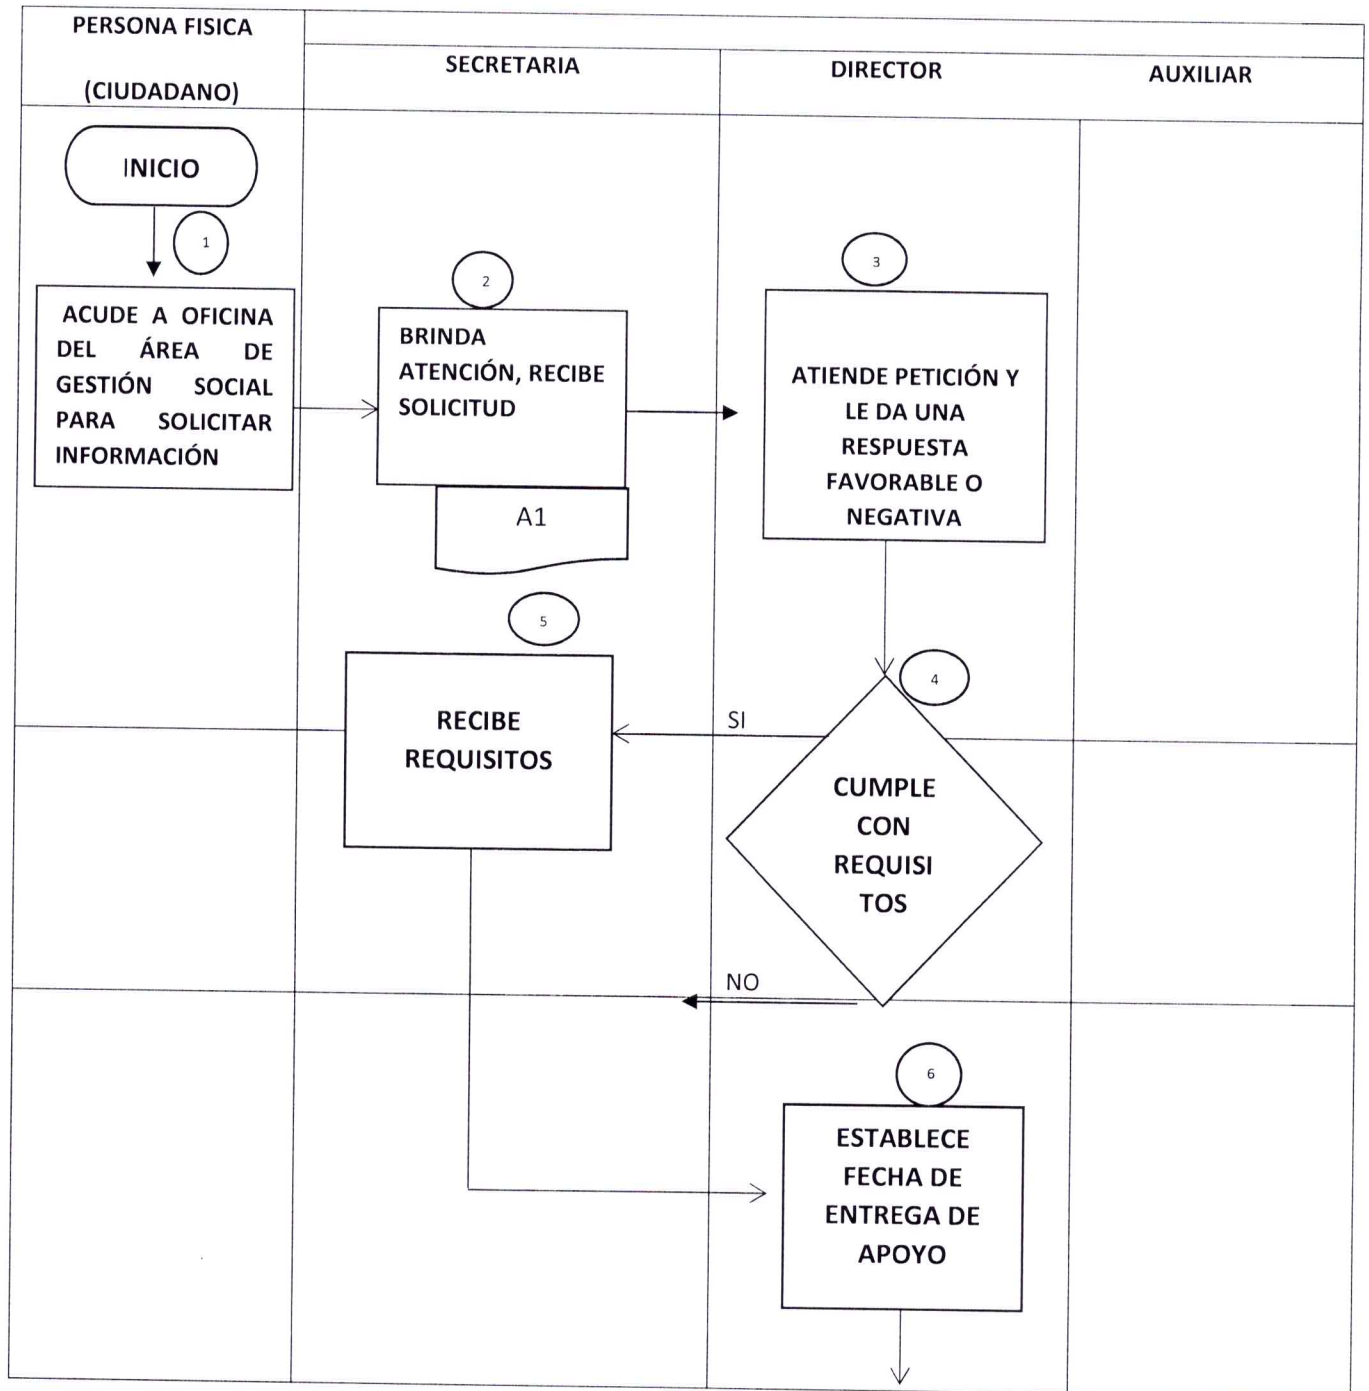 PERSONA FISICA
(CIUDADANO)
SECRETARIA
DIRECTOR
AUXILIAR
INICIO
1
ACUDE A OFICINA
DEL ÁREA DE
GESTIÓN SOCIAL
PARA SOLICITAR
INFORMACIÓN
2
BRINDA
ATENCIÓN, RECIBE
SOLICITUD
A1
3
ATIENDE PETICIÓN Y
LE DA UNA
RESPUESTA
FAVORABLE O
NEGATIVA
4
CUMPLE
CON
REQUISI
TOS
SI
5
RECIBE
REQUISITOS
NO
6
ESTABLECE
FECHA DE
ENTREGA DE
APOYO